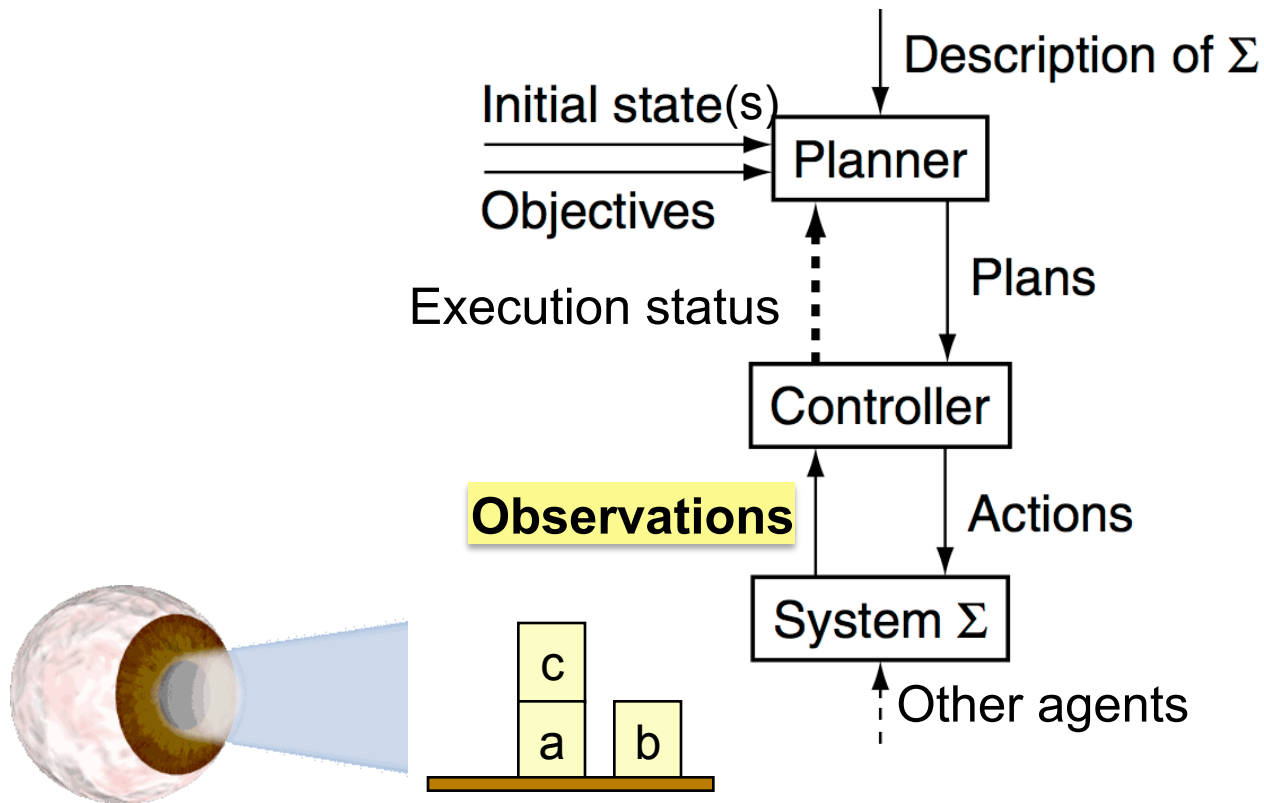 Description of Σ
Initial state(s)
Planner
Objectives
Plans
Execution status
Controller
Observations
Actions
System Σ
c
a
b
Other agents